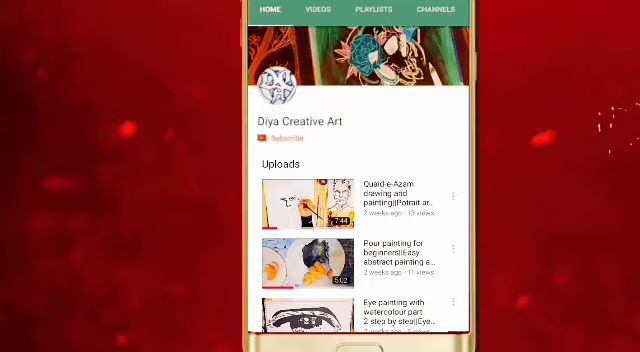 HOME VIDEOS PLAYLISTS CHANNELS
Diya Creative Art
Subscribe
Uploads
Quaid-e-Azam
drawing and
painting||Potrait ar...
2 weeks ago · 15 views
7:44
Pour painting for
beginners||Easy
abstract painting a...
2 weeks ago · 11 views
5:02
Eye painting with
watercolour part
2 step by step||Eye...